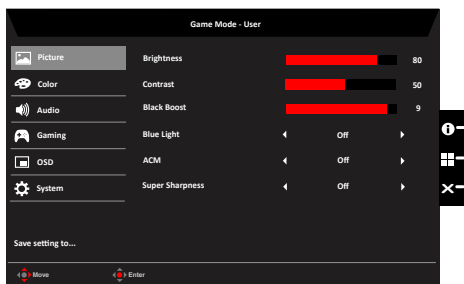 Game Mode - User
Picture
Brightness 80
Color
Contrast 50
Audio
Black Boost 9
Gaming
Blue Light Off
OSD
ACM Off
System
Super Sharpness Off
Save setting to...
Move Enter